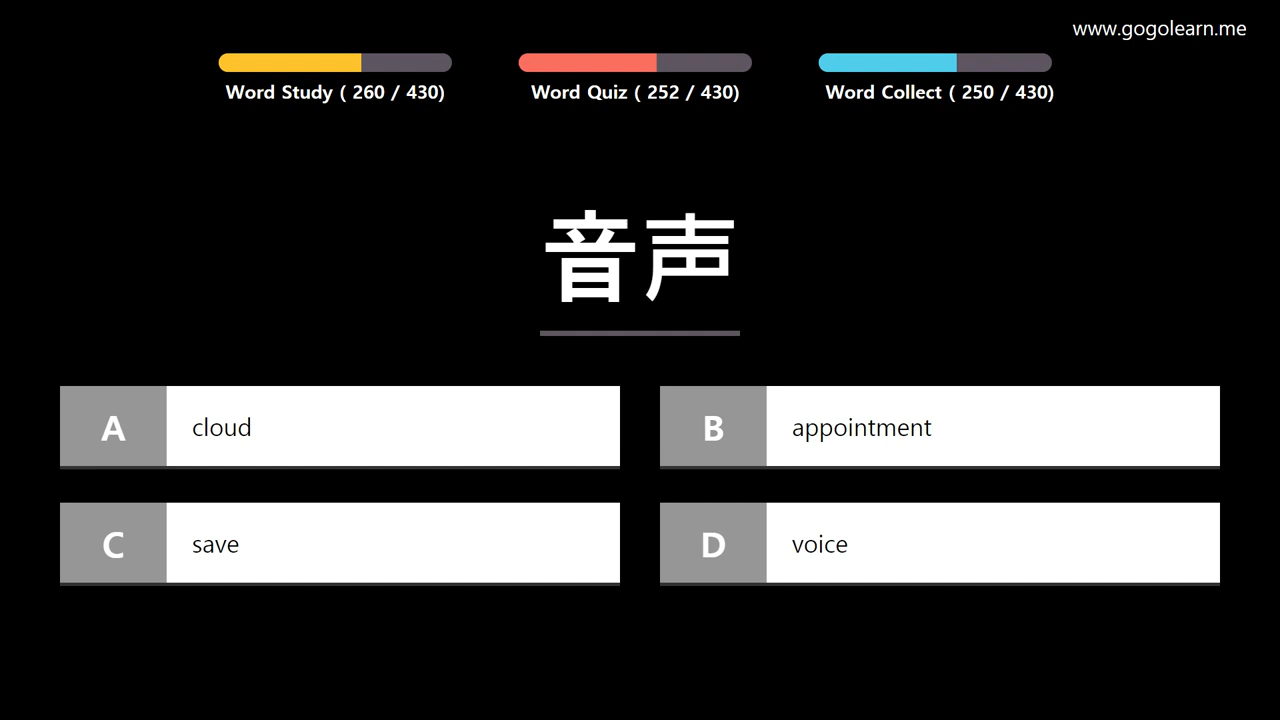 www.gogolearn.me
Word Study ( 260 / 430)
Word Quiz ( 252 / 430)
Word Collect ( 250 / 430)
音声
A cloud
B appointment
C save
D voice